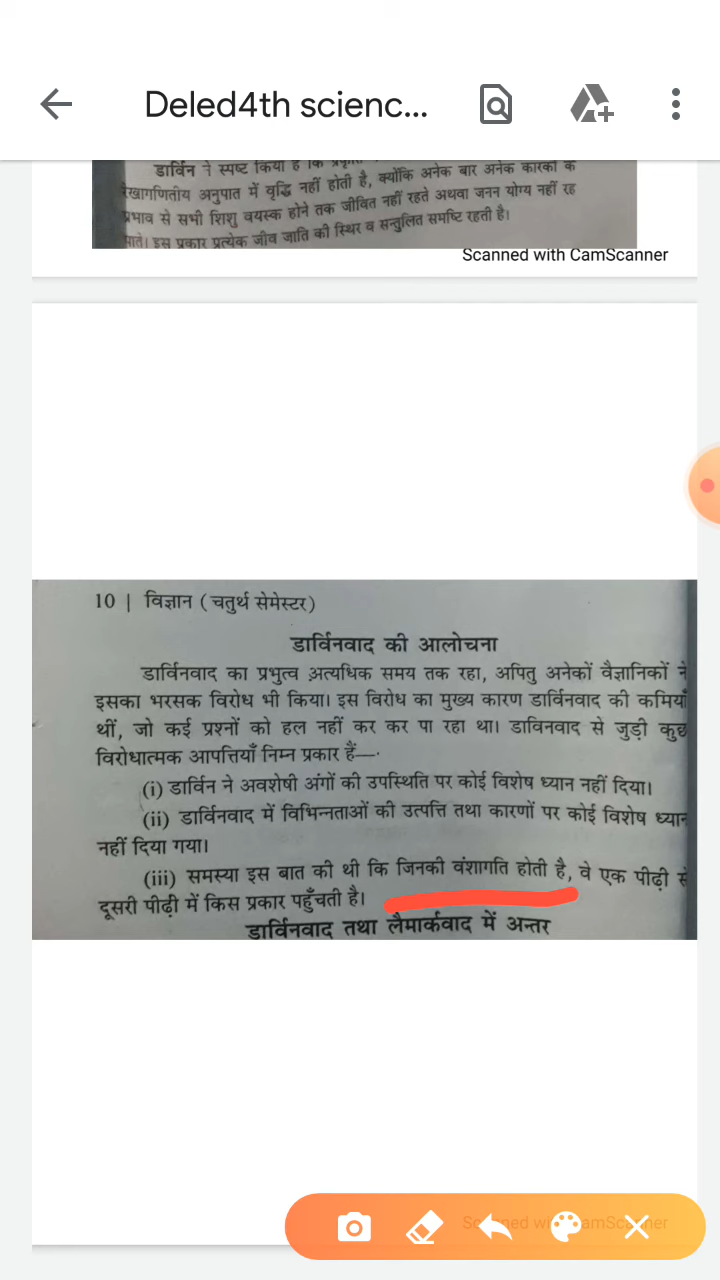 Deled4th scienc...
डार्विन ने स्पष्ट किया है कि
रेखागणितीय अनुपात में वृद्धि नहीं होती है, क्योंकि अनेक बार अनेक कारकों के
प्रभाव से सभी शिशु वयस्क होने तक जीवित नहीं रहते अथवा जनन योग्य नहीं रह
पाते। इस प्रकार प्रत्येक जीव जाति की स्थिर व सन्तुलित समष्टि रहती है।
Scanned with CamScanner
10 | विज्ञान (चतुर्थ सेमेस्टर)
डार्विनवाद की आलोचना
डार्विनवाद का प्रभुत्व अत्यधिक समय तक रहा, अपितु अनेकों वैज्ञानिकों ने
इसका भरसक विरोध भी किया। इस विरोध का मुख्य कारण डार्विनवाद की कमियाँ
थीं, जो कई प्रश्नों को हल नहीं कर कर पा रहा था। डाविनवाद से जुड़ी कुछ
विरोधात्मक आपत्तियाँ निम्न प्रकार हैं—
(i) डार्विन ने अवशेषी अंगों की उपस्थिति पर कोई विशेष ध्यान नहीं दिया।
(ii) डार्विनवाद में विभिन्नताओं की उत्पत्ति तथा कारणों पर कोई विशेष ध्यान
नहीं दिया गया।
(iii) समस्या इस बात की थी कि जिनकी वंशागति होती है, वे एक पीढ़ी से
दूसरी पीढ़ी में किस प्रकार पहुँचती है।
डार्विनवाद तथा लैमार्कवाद में अन्तर
Scanned with CamScanner